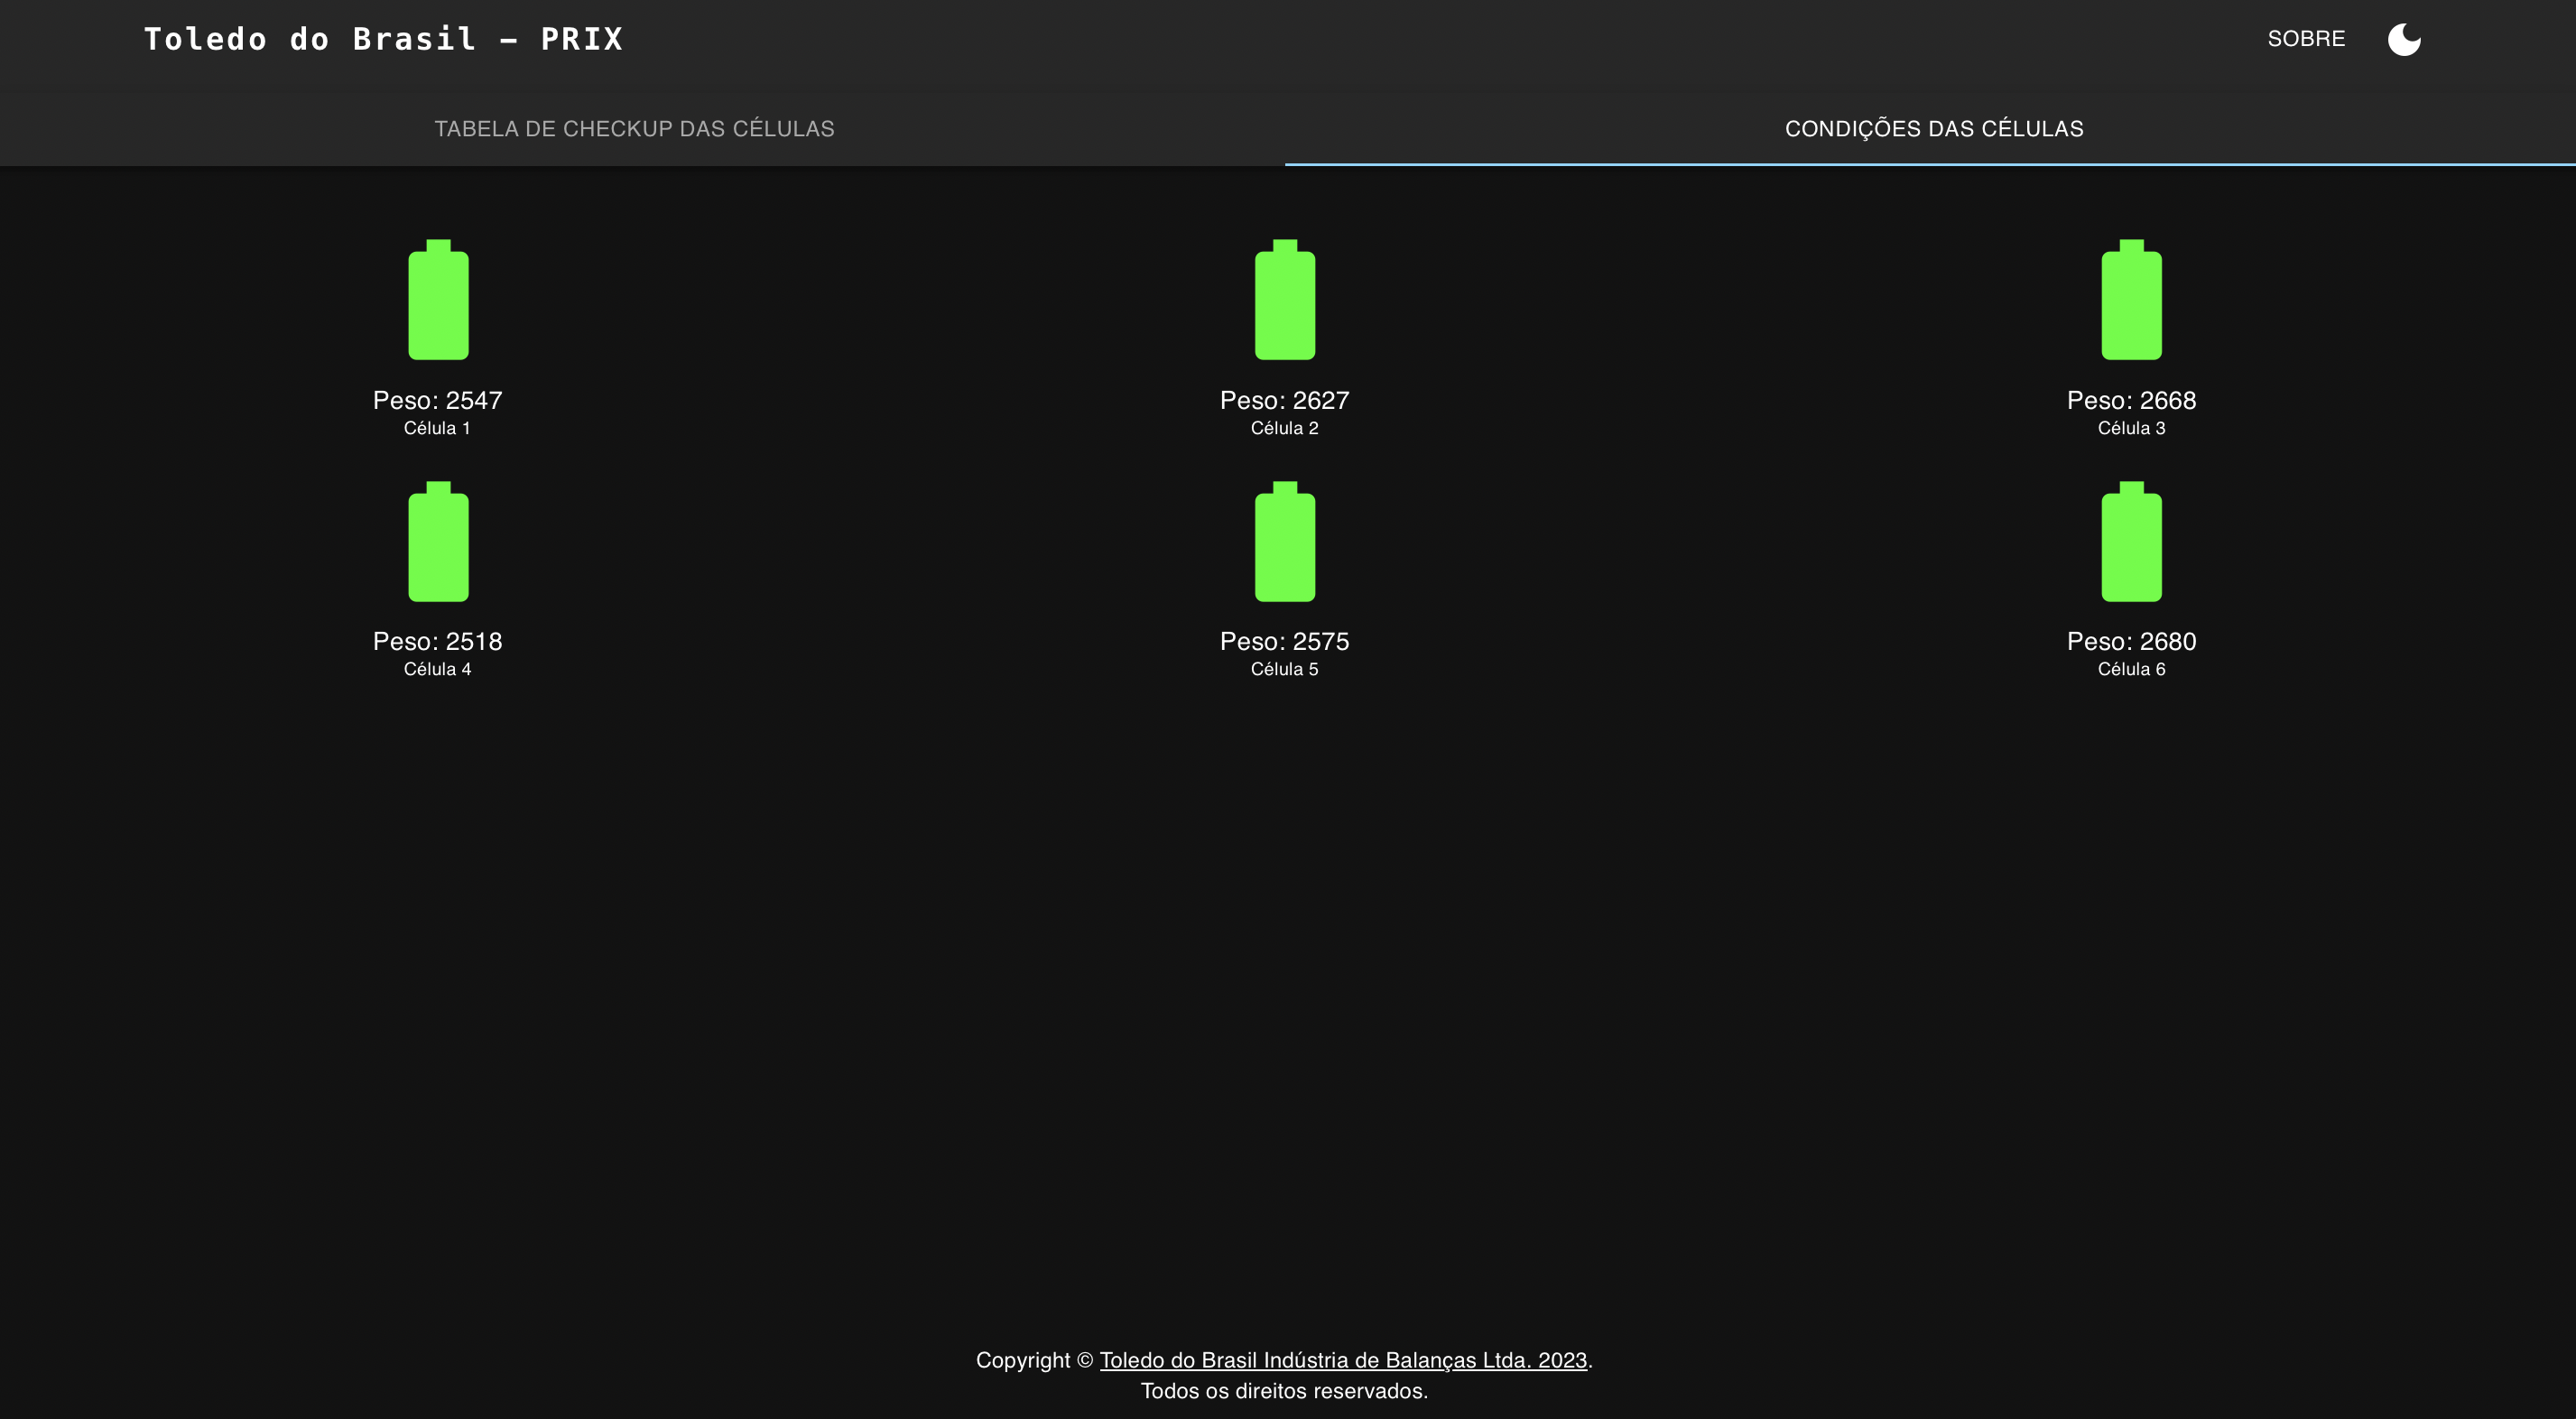 Toledo do Brasil – PRIX
SOBRE
TABELA DE CHECKUP DAS CÉLULAS
CONDIÇÕES DAS CÉLULAS
Peso: 2547
Célula 1
Peso: 2627
Célula 2
Peso: 2668
Célula 3
Peso: 2518
Célula 4
Peso: 2575
Célula 5
Peso: 2680
Célula 6
Copyright © Toledo do Brasil Indústria de Balanças Ltda. 2023.
Todos os direitos reservados.